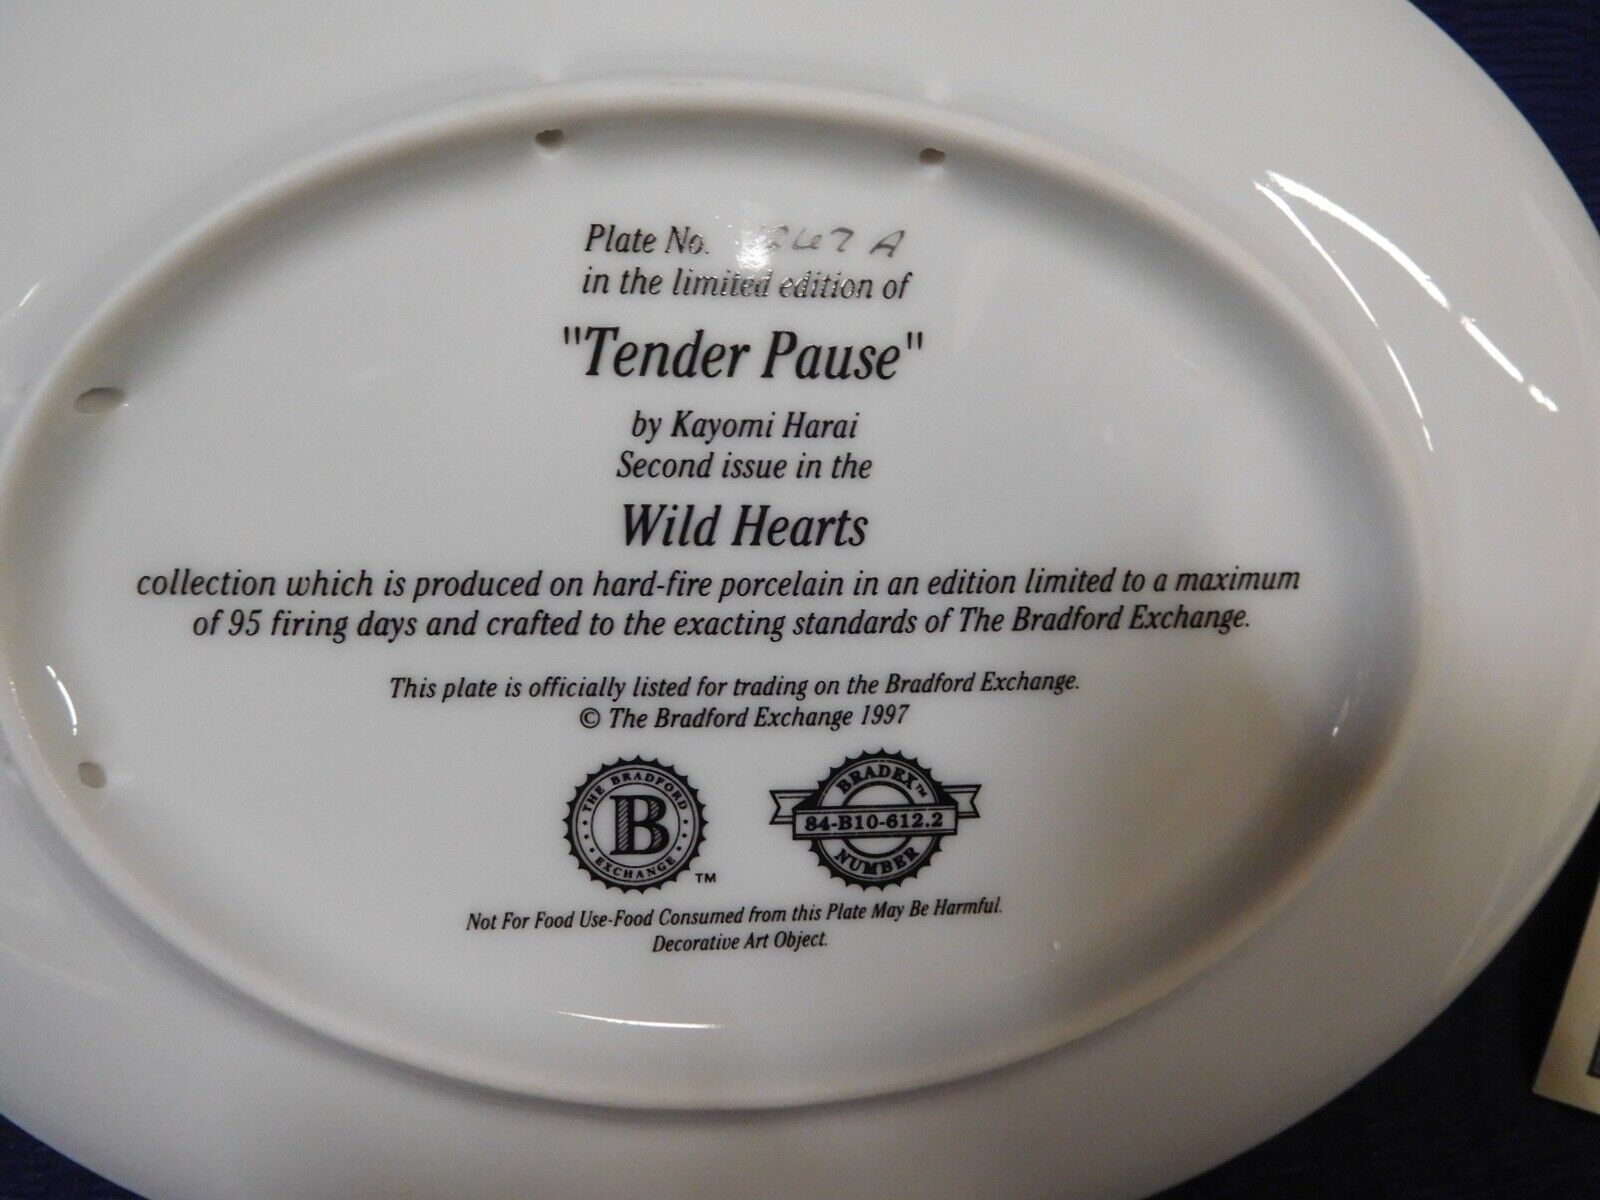 Plate No. A
in the limited edition of
"Tender Pause"
by Kayomi Harai
Second issue in the
Wild Hearts
collection which is produced on hard-fire porcelain in an edition limited to a maximum
of 95 firing days and crafted to the exacting standards of The Bradford Exchange.
This plate is officially listed for trading on the Bradford Exchange.
© The Bradford Exchange 1997
THE BRADFORD
B
EXCHANGE
TM
BRADEX™
84-B10-612.2
NUMBER
Not For Food Use-Food Consumed from this Plate May Be Harmful.
Decorative Art Object.